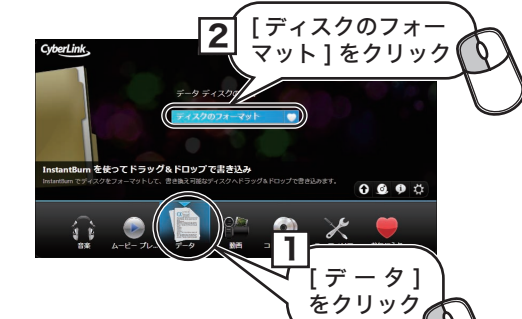 2
[ディスクのフォー
マット]をクリック
CyberLink
データ ディスクの
ディスクのフォーマット
InstantBurn を使ってドラッグ&ドロップで書き込み
InstantBurn でディスクをフォーマットして、書き換え可能なディスクへドラッグ&ドロップで書き込みます。
音楽
ムービー プレ
データ
動画
1
[データ]
をクリック